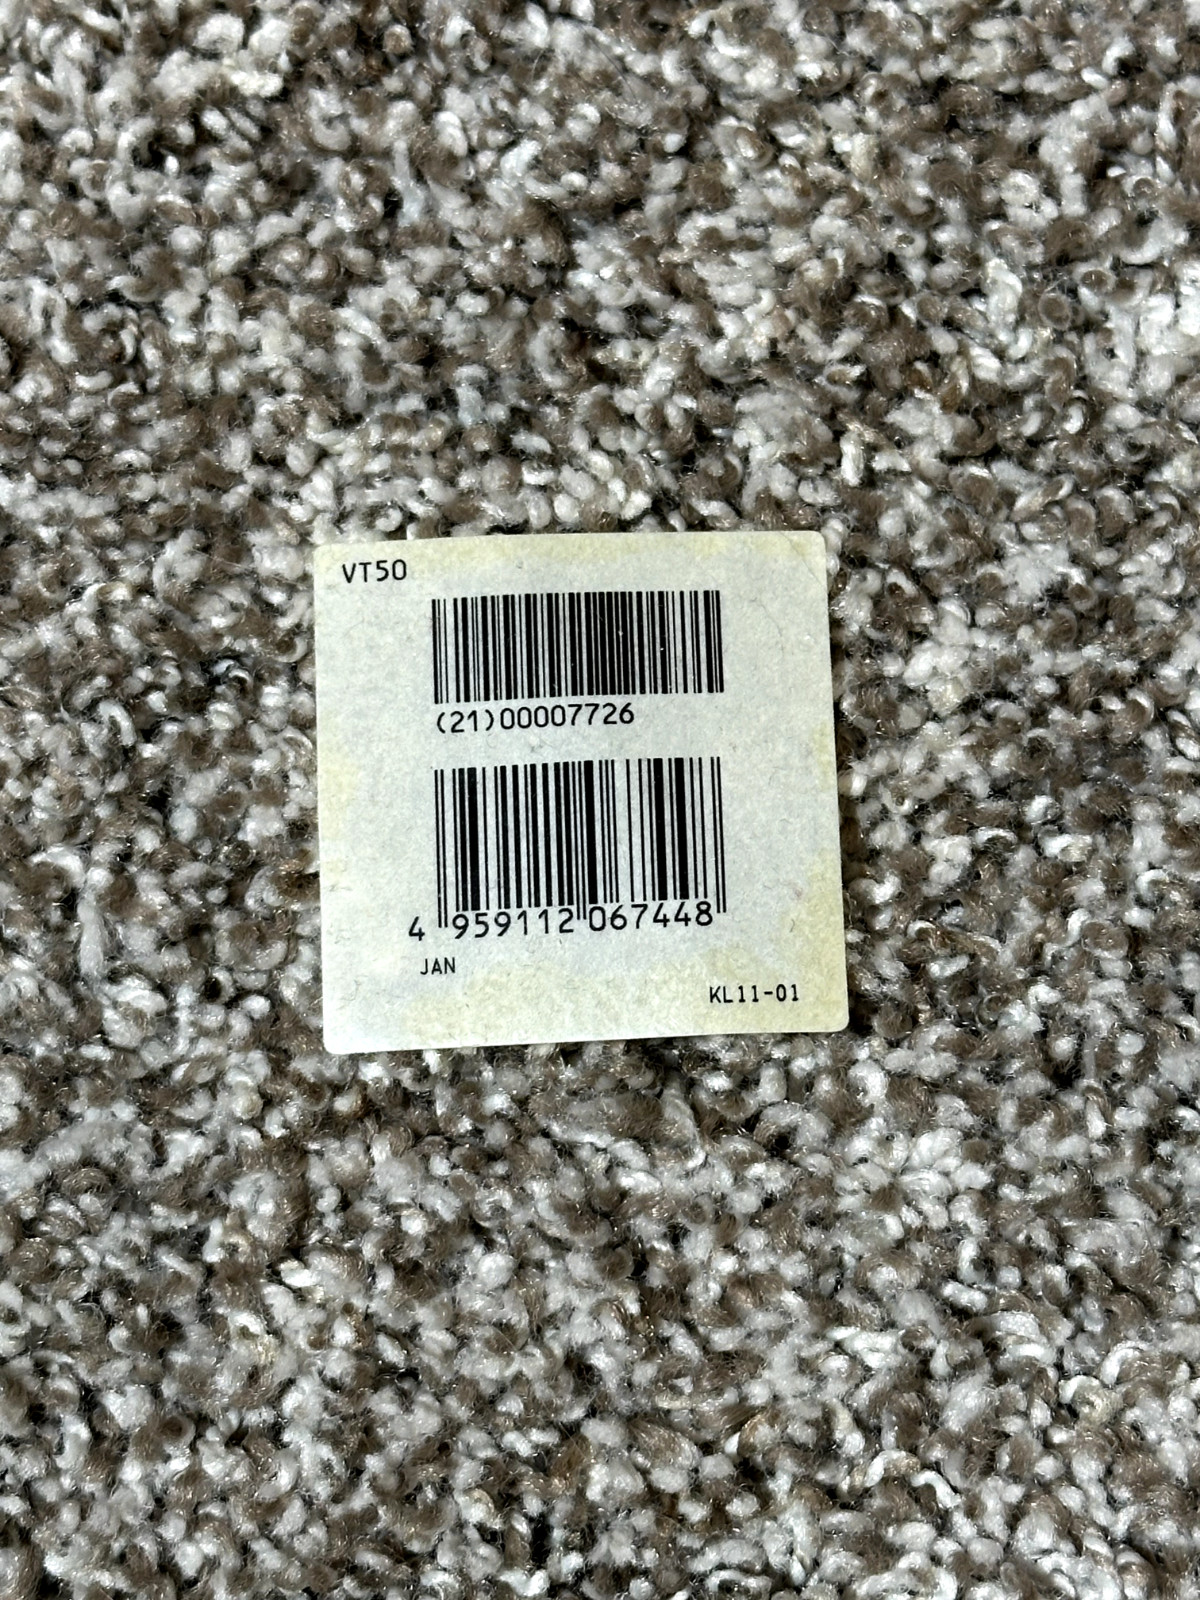 VT50
(21)00007726
4 959112 067448
JAN
KL11-01